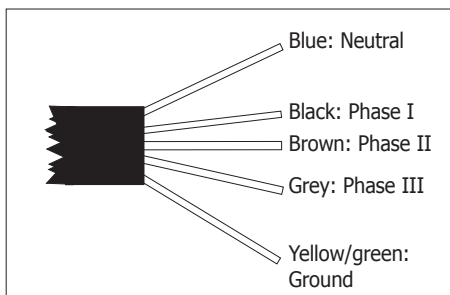 Blue: Neutral
Black: Phase I
Brown: Phase II
Grey: Phase III
Yellow/green:
Ground